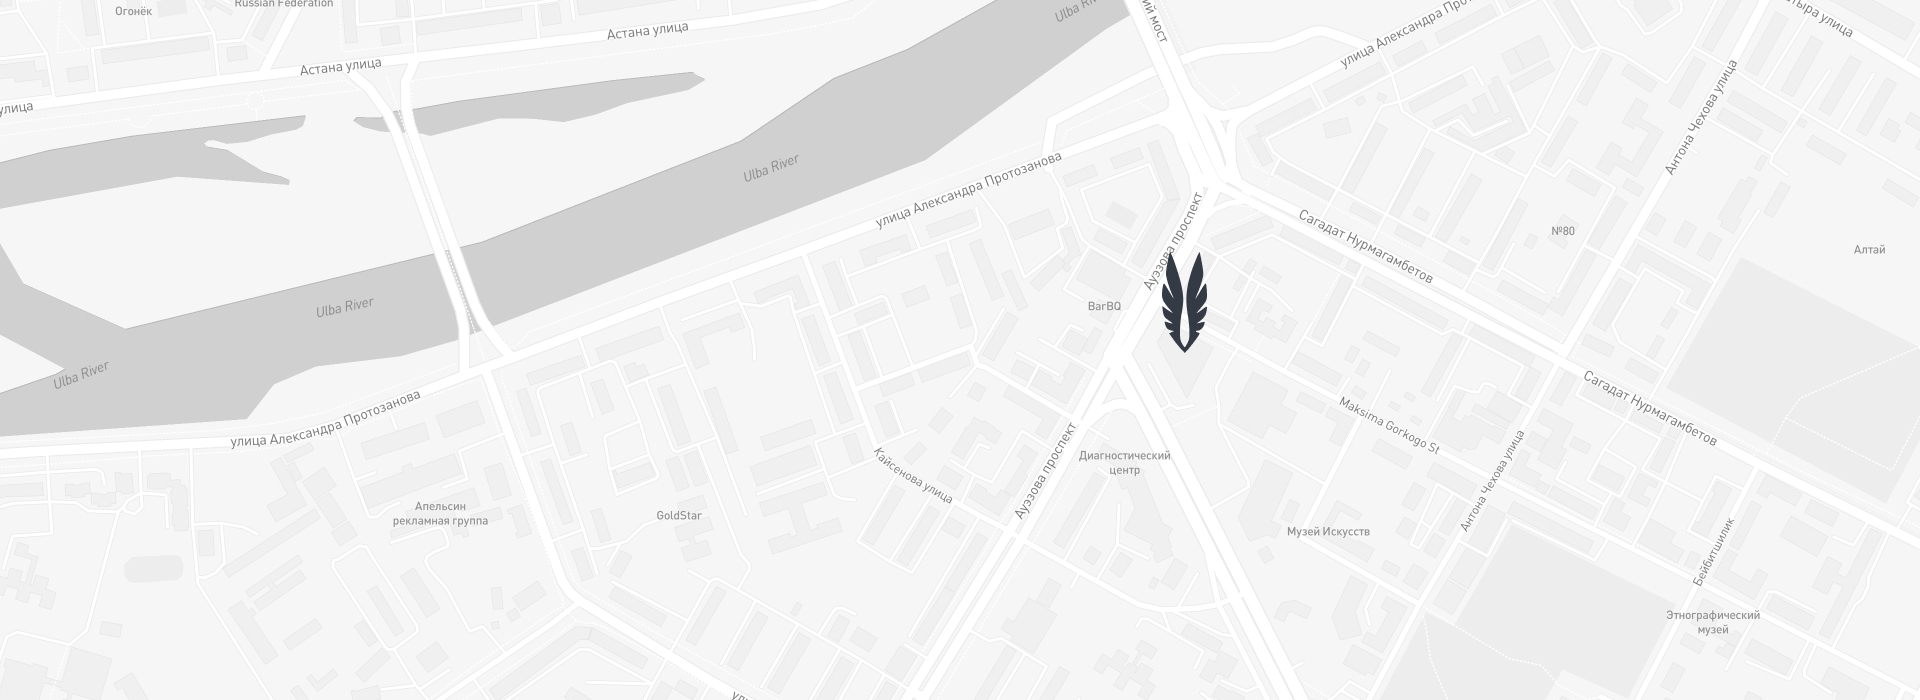 Огонёк
Russian Federation
Астана улица
Астана улица
улица
Ulba River
Ulba River
Ulba River
улица Александра Протозанова
улица Александра Протозанова
улица Александра
Антона Чехова улица
Ауэзова проспект
Сагадат Нурмагамбетов
№80
Алтай
BarBQ
Сагадат Нурмагамбетов
Maksima Gorkogo St
улица Александра Протозанова
Ulba River
Кайсенова улица
Ауэзова проспект
Диагностический
центр
Антона Чехова улица
Апельсин
рекламная группа
GoldStar
Музей Искусств
Бейбитшилик
Этнографический
музей